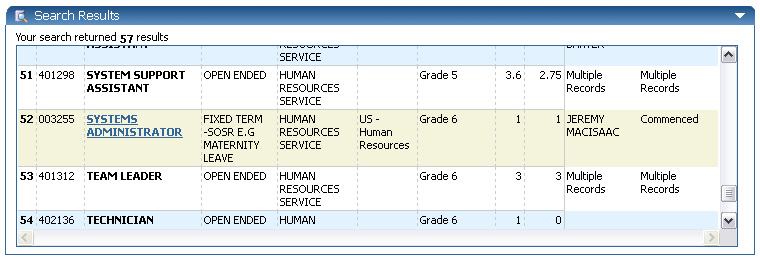 Search Results
Your search returned 57 results
ASSISTANT RESOURCES BAXTER
SERVICE
51 401298 SYSTEM SUPPORT OPEN ENDED HUMAN Grade 5 3.6 2.75 Multiple Multiple
ASSISTANT RESOURCES Records Records
SERVICE
52 003255 SYSTEMS FIXED TERM HUMAN US - Grade 6 1 1 JEREMY Commenced
ADMINISTRATOR -SOSR E.G RESOURCES Human MACISAAC
MATERNITY SERVICE Resources
LEAVE
53 401312 TEAM LEADER OPEN ENDED HUMAN Grade 6 3 3 Multiple Multiple
RESOURCES Records Records
SERVICE
54 402136 TECHNICIAN OPEN ENDED HUMAN Grade 6 1 0